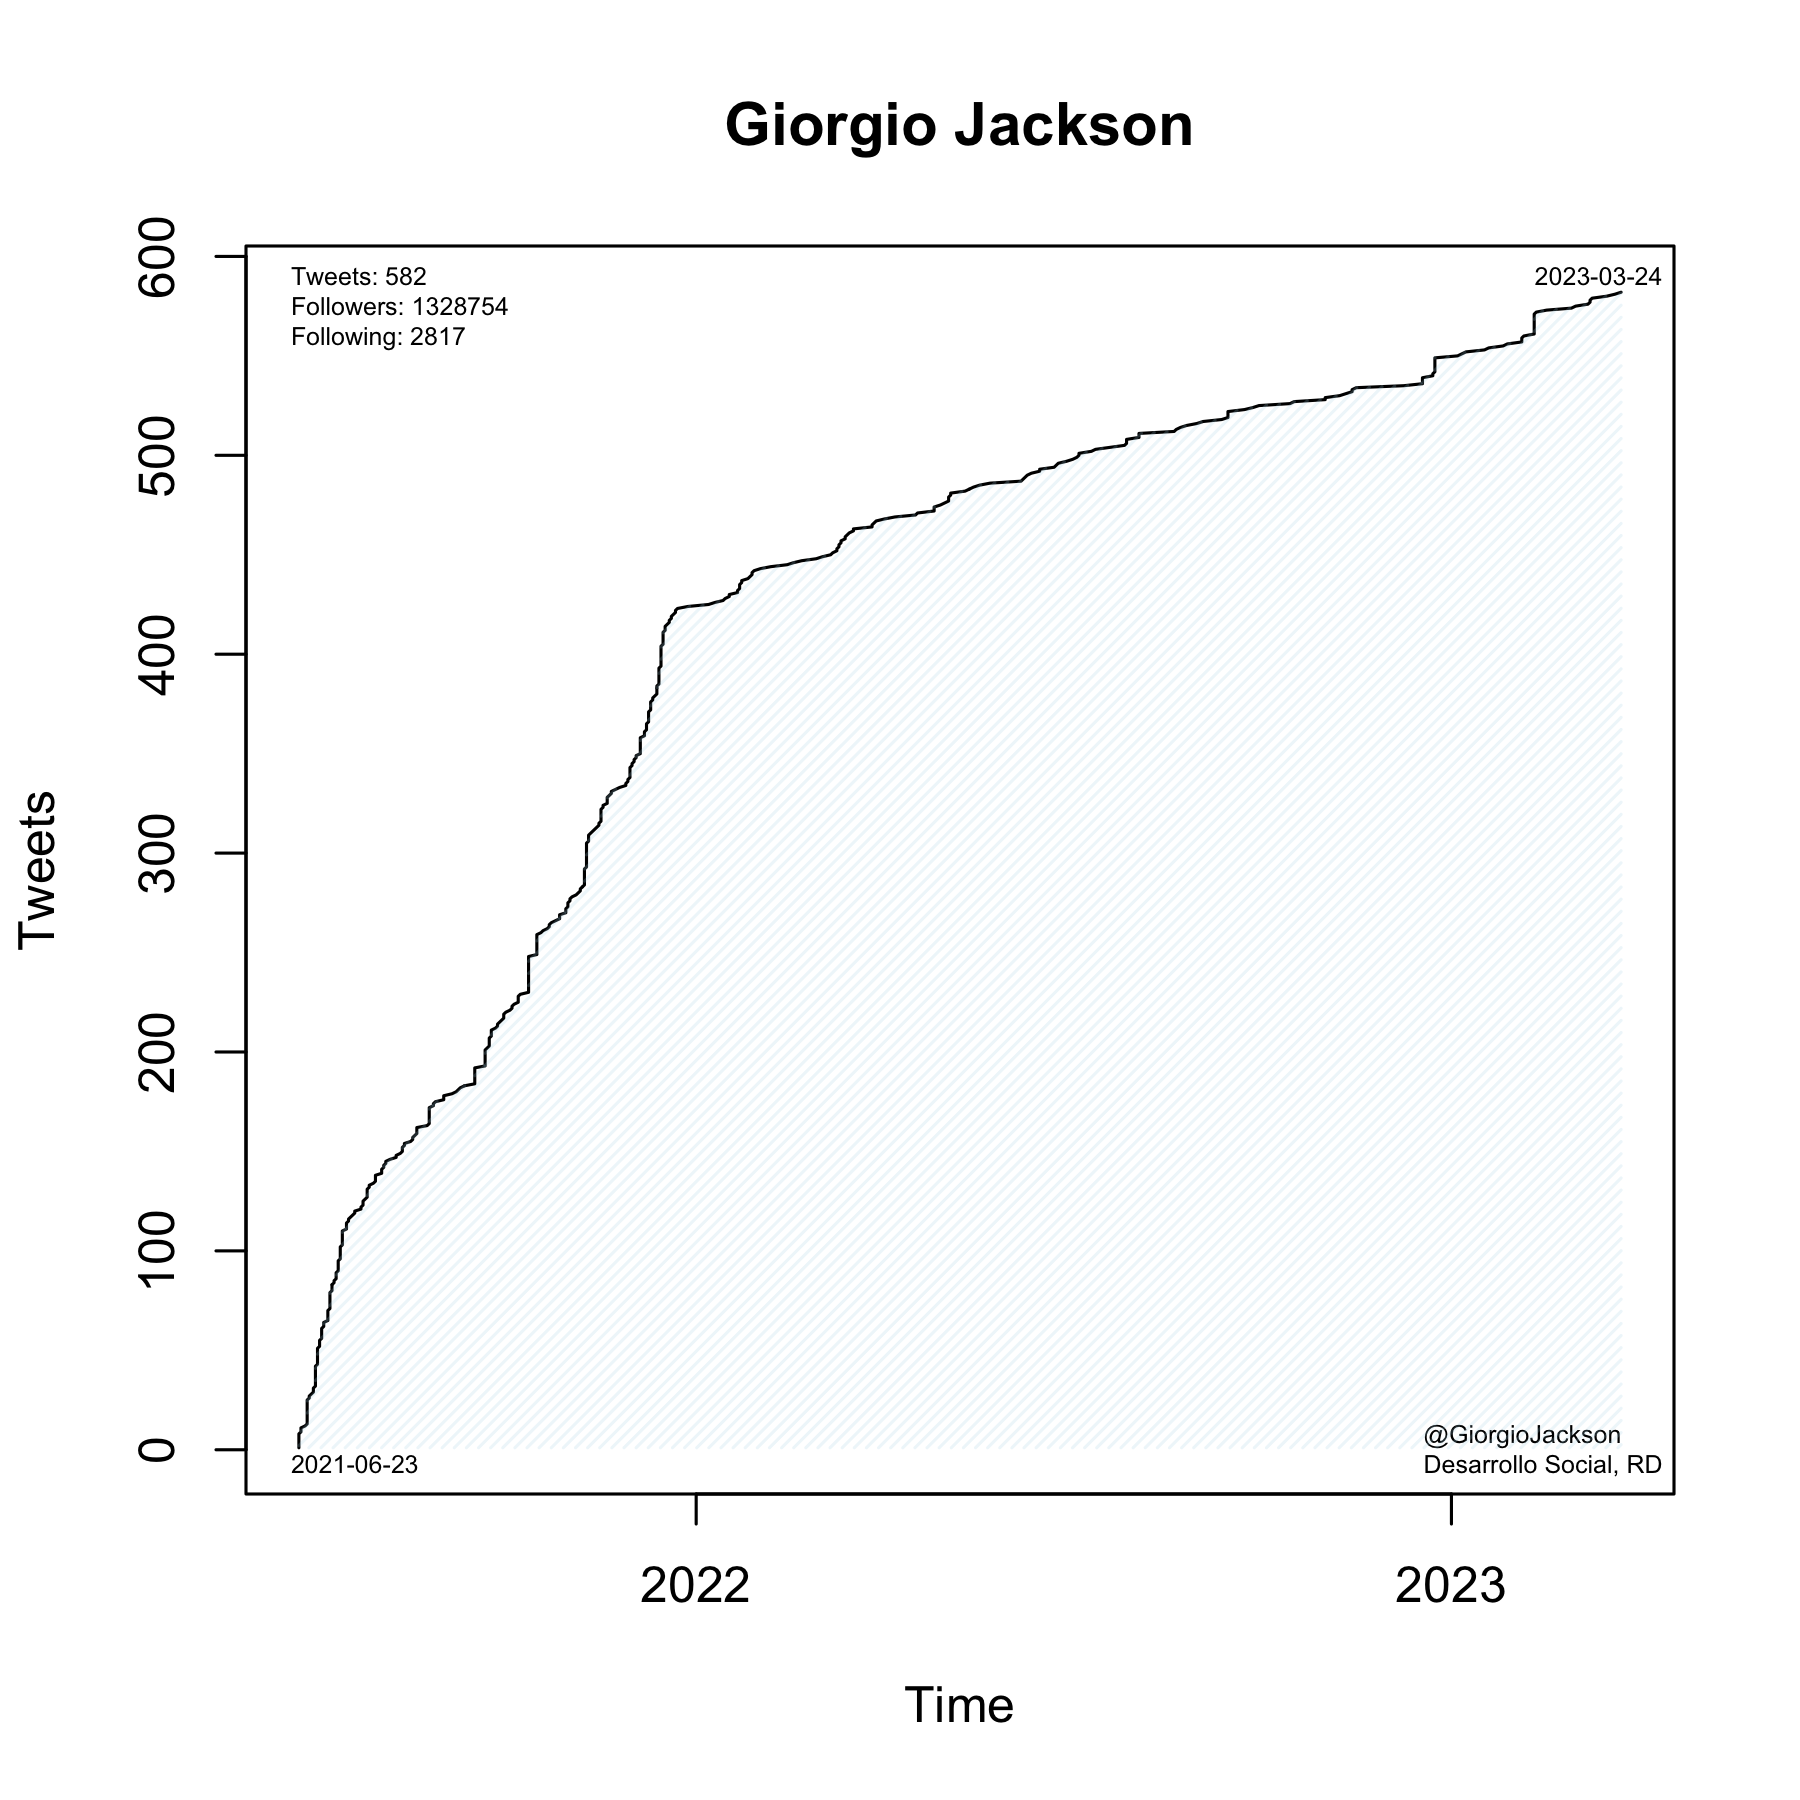 Giorgio Jackson
Tweets: 582
Followers: 1328754
Following: 2817
2023-03-24
600
500
400
300
200
100
0
Tweets
2021-06-23
@GiorgioJackson
Desarrollo Social, RD
2022
2023
Time